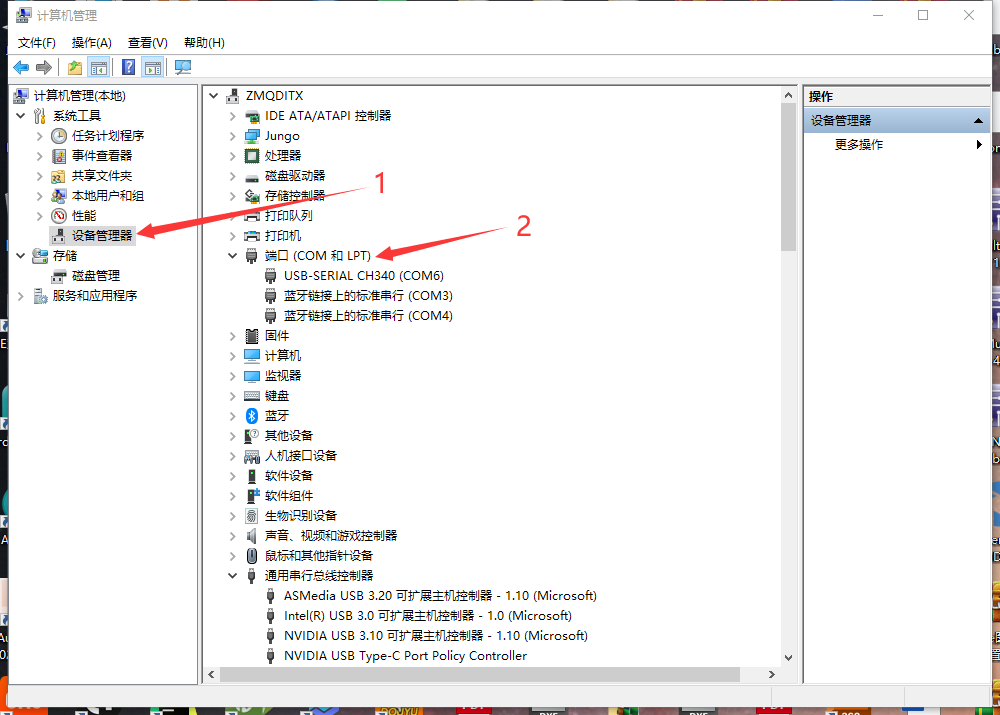 计算机管理
文件(F) 操作(A) 查看(V) 帮助(H)
计算机管理(本地)
系统工具
任务计划程序
事件查看器
共享文件夹
本地用户和组
性能
设备管理器
存储
磁盘管理
服务和应用程序
ZMQDITX
IDE ATA/ATAPI 控制器
Jungo
处理器
磁盘驱动器
1
存储控制器
打印队列
2
打印机
端口 (COM 和 LPT)
USB-SERIAL CH340 (COM6)
蓝牙链接上的标准串行 (COM3)
蓝牙链接上的标准串行 (COM4)
固件
计算机
监视器
键盘
蓝牙
其他设备
人机接口设备
软件设备
软件组件
生物识别设备
声音、视频和游戏控制器
鼠标和其他指针设备
通用串行总线控制器
ASMedia USB 3.20 可扩展主机控制器 - 1.10 (Microsoft)
Intel(R) USB 3.0 可扩展主机控制器 - 1.0 (Microsoft)
NVIDIA USB 3.10 可扩展主机控制器 - 1.10 (Microsoft)
NVIDIA USB Type-C Port Policy Controller
操作
设备管理器
更多操作